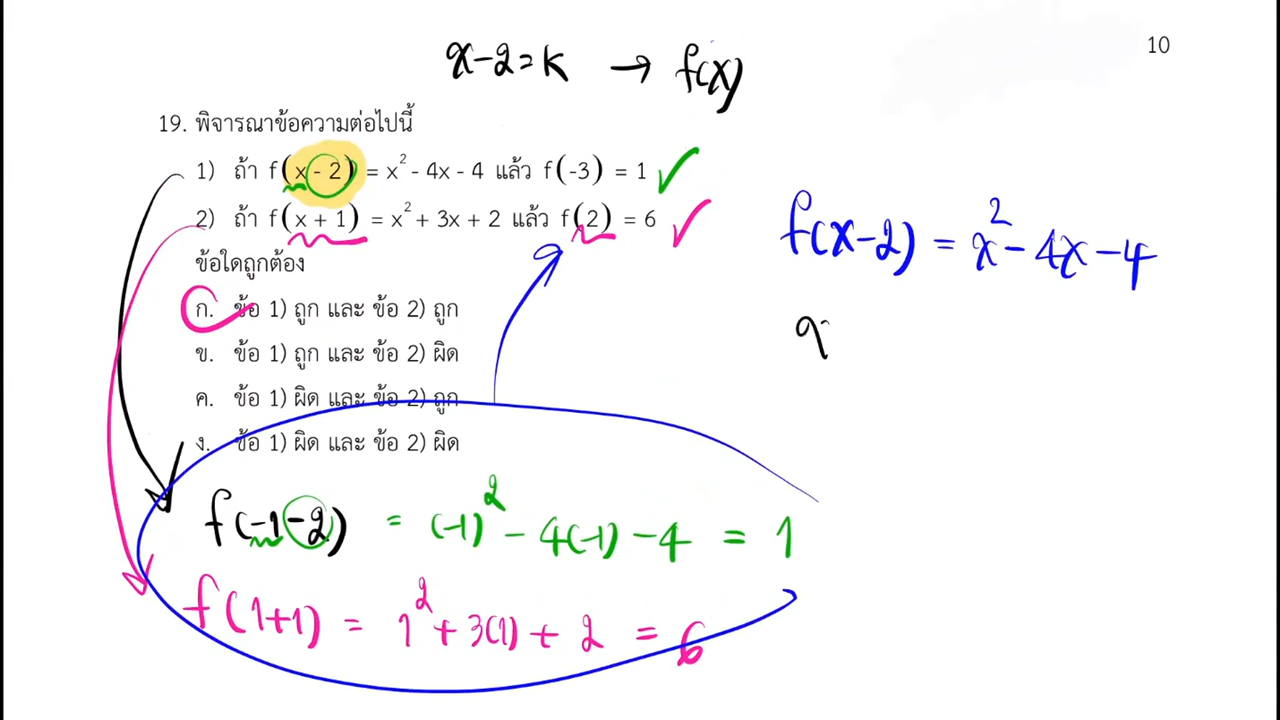 x-2=K → f(x)
10
19. พิจารณาข้อความต่อไปนี้
1) ถ้า f(x - 2) = x² - 4x - 4 แล้ว f(-3) = 1 ✓
2) ถ้า f(x + 1) = x² + 3x + 2 แล้ว f(2) = 6 ✓
ข้อใดถูกต้อง
ก. ข้อ 1) ถูก และ ข้อ 2) ถูก
ข. ข้อ 1) ถูก และ ข้อ 2) ผิด
ค. ข้อ 1) ผิด และ ข้อ 2) ถูก
ง. ข้อ 1) ผิด และ ข้อ 2) ผิด
f(-1-2) = (-1)² - 4(-1) - 4 = 1
f(1+1) = 1² + 3(1) + 2 = 6
f(x-2) = x² - 4x - 4